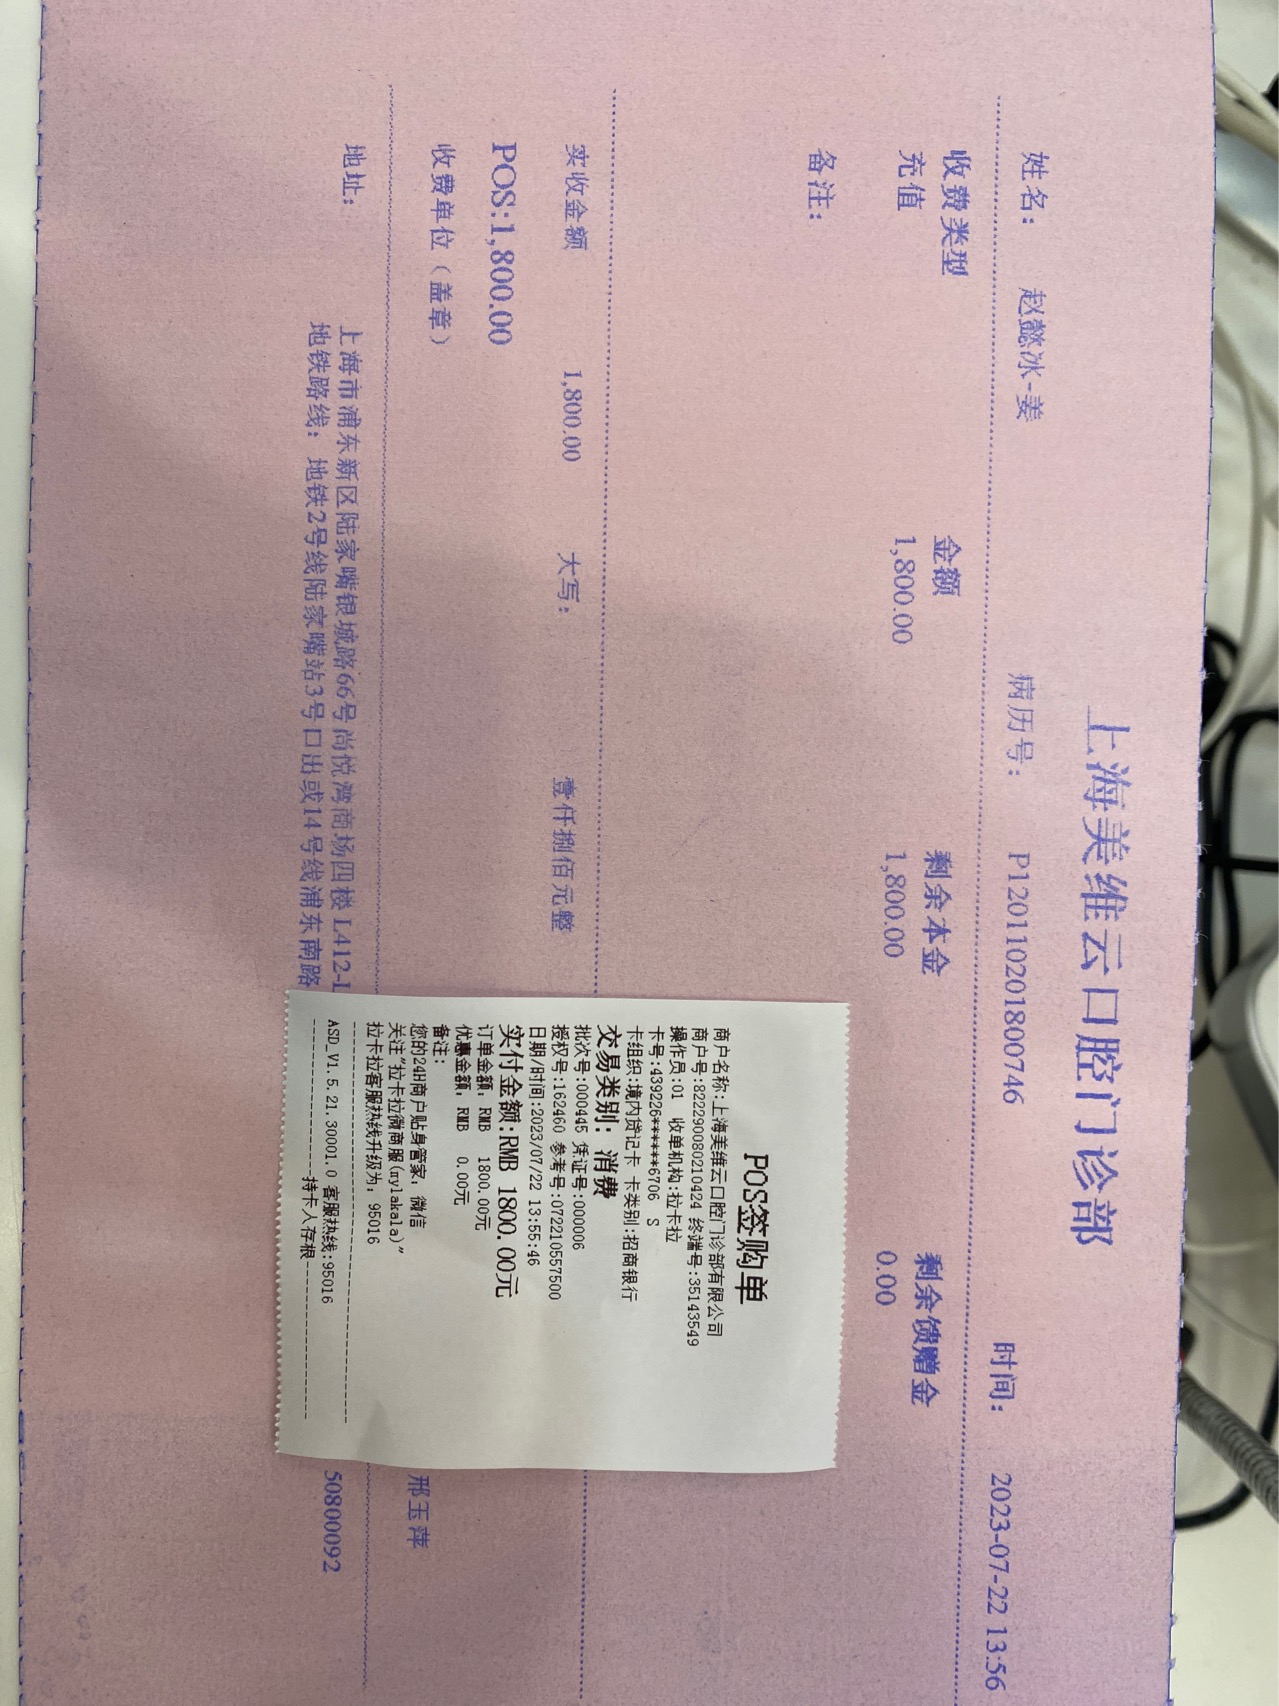 上海美维云口腔门诊部
姓名： 赵懿冰-姜 病历号： P120110201800746 时间： 2023-07-22 13:56
收费类型 金额 剩余本金 剩余馈赠金
充值 1,800.00 1,800.00 0.00
备注：
实收金额 1,800.00 大写： 壹仟捌佰元整
POS:1,800.00
收费单位（盖章） 邢玉萍
地址： 上海市浦东新区陆家嘴银城路66号尚悦湾商场四楼L412-L 50800092
地铁路线：地铁2号线陆家嘴站3号口出或14号线浦东南路
POS签购单
商户名称:上海美维云口腔门诊部有限公司
商户号:822290080210424 终端号:35143549
操作员:01 收单机构:拉卡拉
卡号:439226******6706 S
卡组织:境内贷记卡 卡类别:招商银行
交易类别: 消费
批次号:000445 凭证号:000006
授权号:162460 参考号:072210557500
日期/时间:2023/07/22 13:55:46
实付金额:RMB 1800.00元
订单金额: RMB 1800.00元
优惠金额: RMB 0.00元
备注:
您的24H商户贴身管家，微信
关注“拉卡拉微商服(sylakala)”
拉卡拉客服热线升级为：95016
ASD_V1.5.21.30001.0 客服热线:95016
持卡人存根